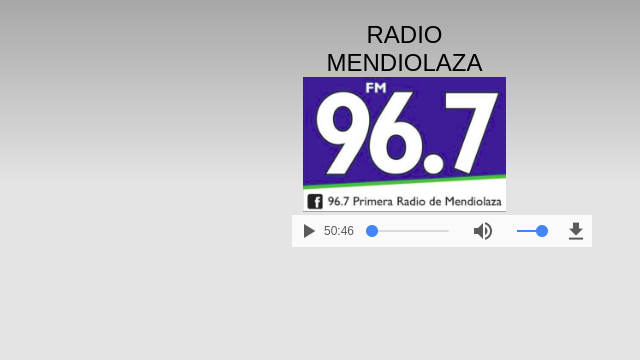 RADIO
MENDIOLAZA
FM
96.7
f 96.7 Primera Radio de Mendiolaza
50:46